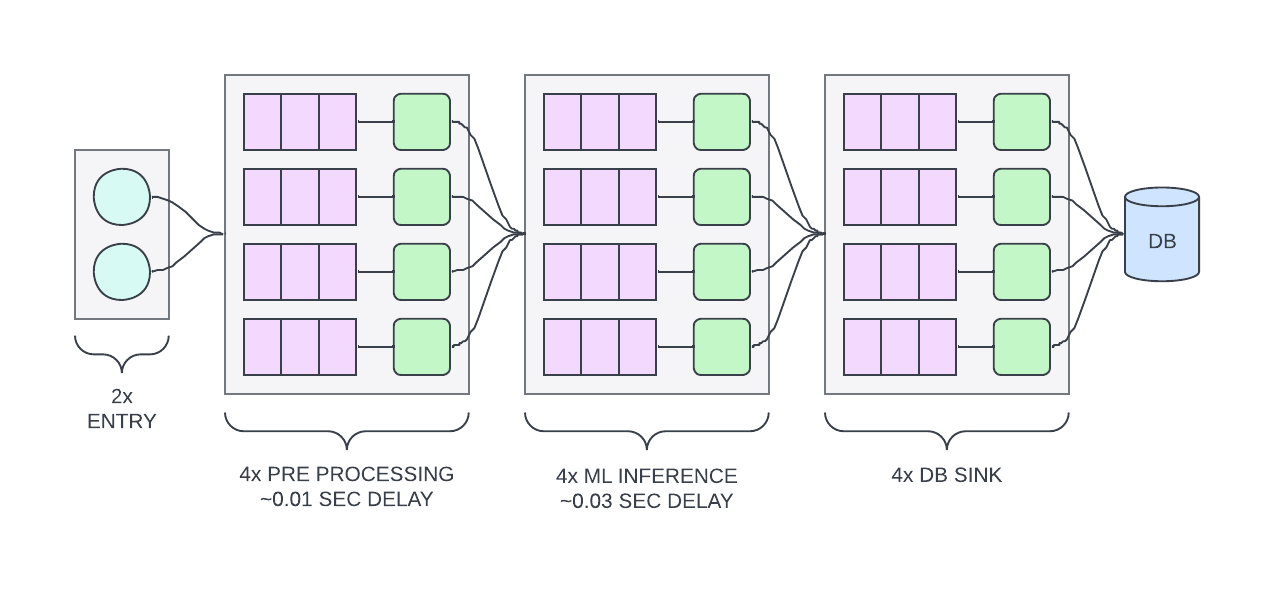 DB
2x
ENTRY
4x PRE PROCESSING
~0.01 SEC DELAY
4x ML INFERENCE
~0.03 SEC DELAY
4x DB SINK